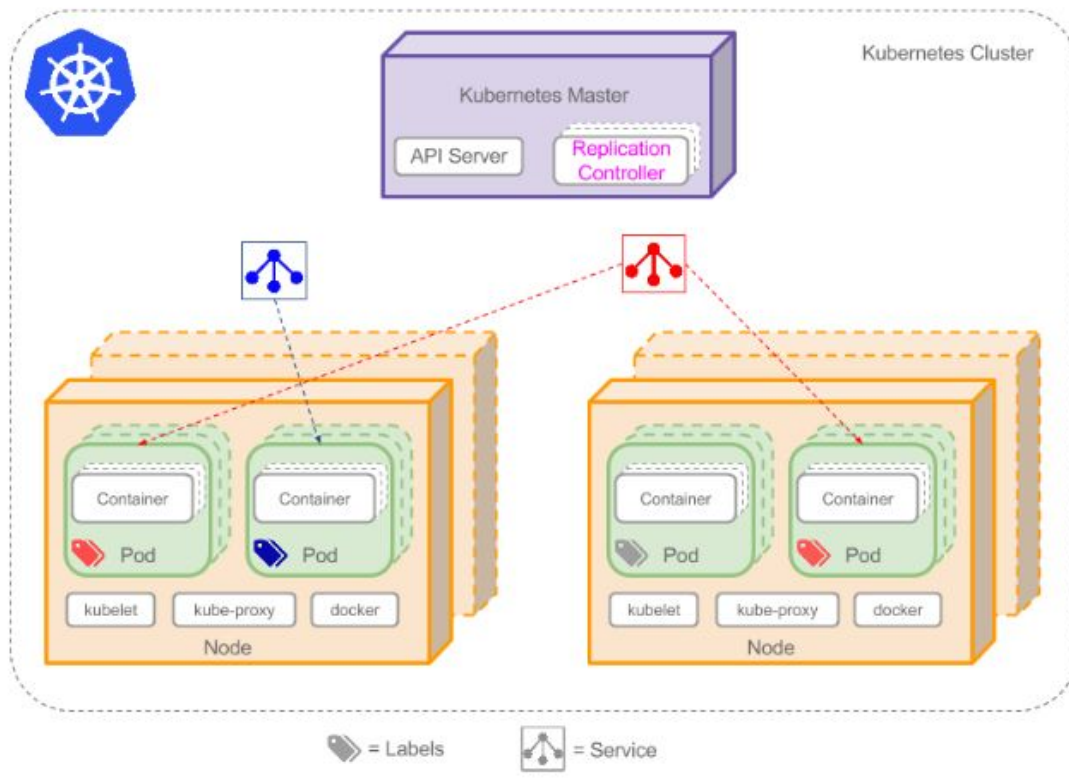 Kubernetes Cluster
Kubernetes Master
API Server
Replication
Controller
Container
Container
Container
Container
Pod
Pod
Pod
Pod
kubelet
kube-proxy
docker
kubelet
kube-proxy
docker
Node
Node
= Labels
= Service